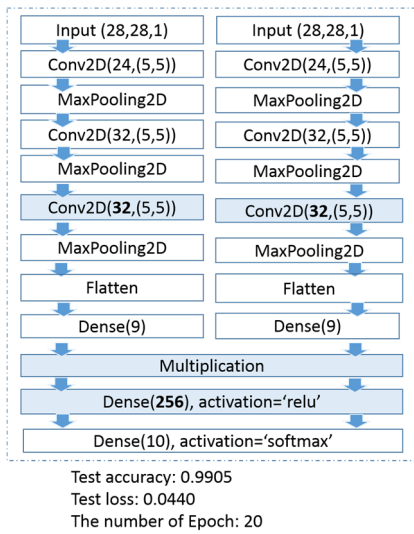 Input (28,28,1)
Input (28,28,1)
Conv2D(24,(5,5))
Conv2D(24,(5,5))
MaxPooling2D
MaxPooling2D
Conv2D(32,(5,5))
Conv2D(32,(5,5))
MaxPooling2D
MaxPooling2D
Conv2D(32,(5,5))
Conv2D(32,(5,5))
MaxPooling2D
MaxPooling2D
Flatten
Flatten
Dense(9)
Dense(9)
Multiplication
Dense(256), activation=‘relu’
Dense(10), activation=‘softmax’
Test accuracy: 0.9905
Test loss: 0.0440
The number of Epoch: 20